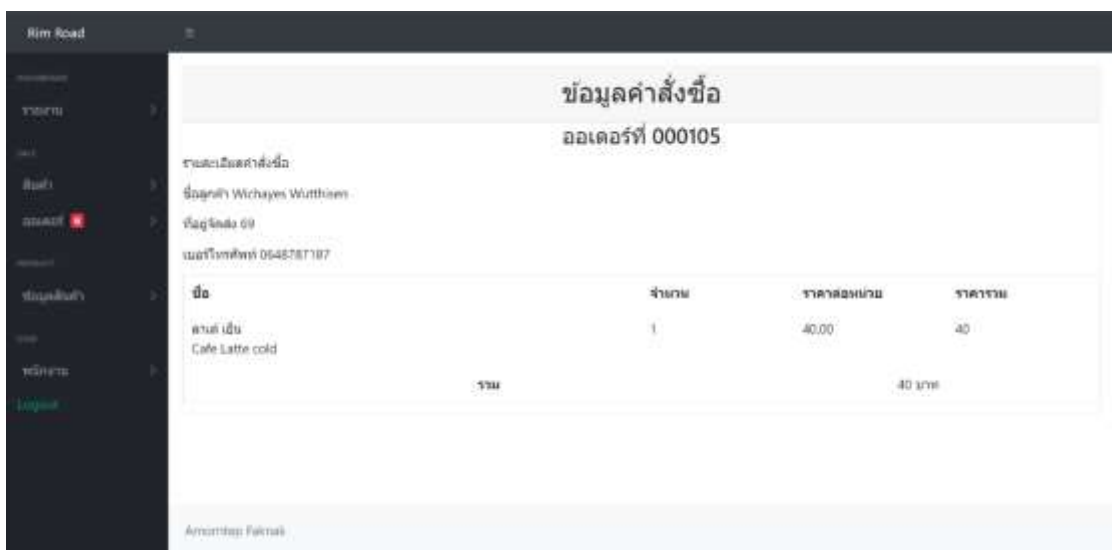 Rim Road
รายงาน
สินค้า
ออเดอร์
ข้อมูลสินค้า
พนักงาน
Logout
ข้อมูลคำสั่งซื้อ
ออเดอร์ที่ 000105
รายละเอียดคำสั่งซื้อ
ชื่อลูกค้า Wichayes Wutthisen
ที่อยู่จัดส่ง 69
เบอร์โทรศัพท์
ชื่อ จำนวน ราคาต่อหน่วย ราคารวม
ลาเต้ เย็น 1 40.00 40
Cafe Latte cold
รวม 40 บาท